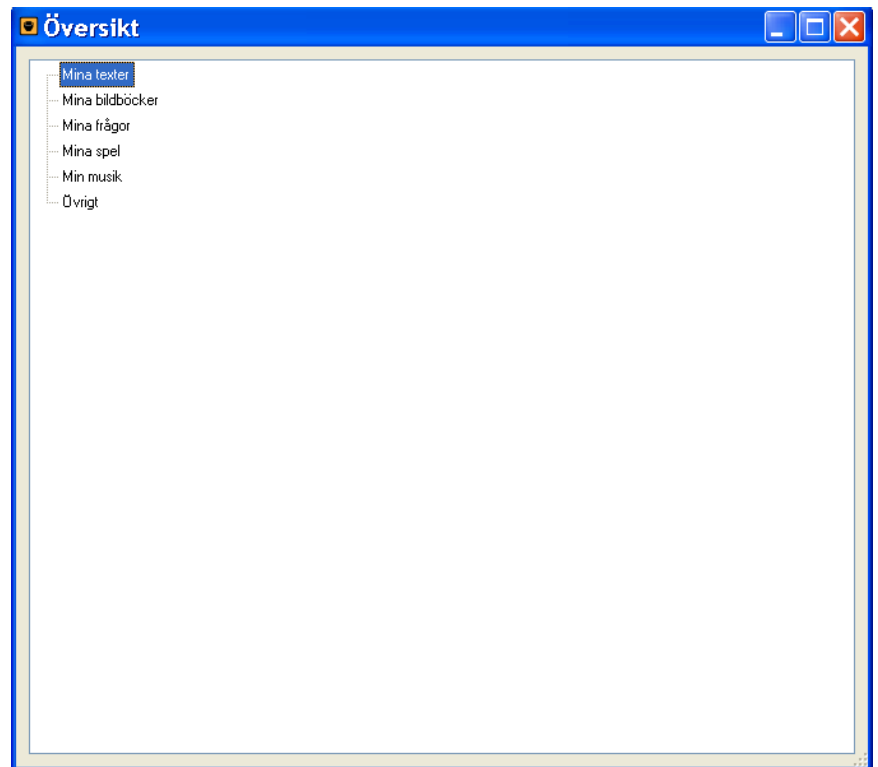 Översikt
Mina texter
Mina bildböcker
Mina frågor
Mina spel
Min musik
Övrigt